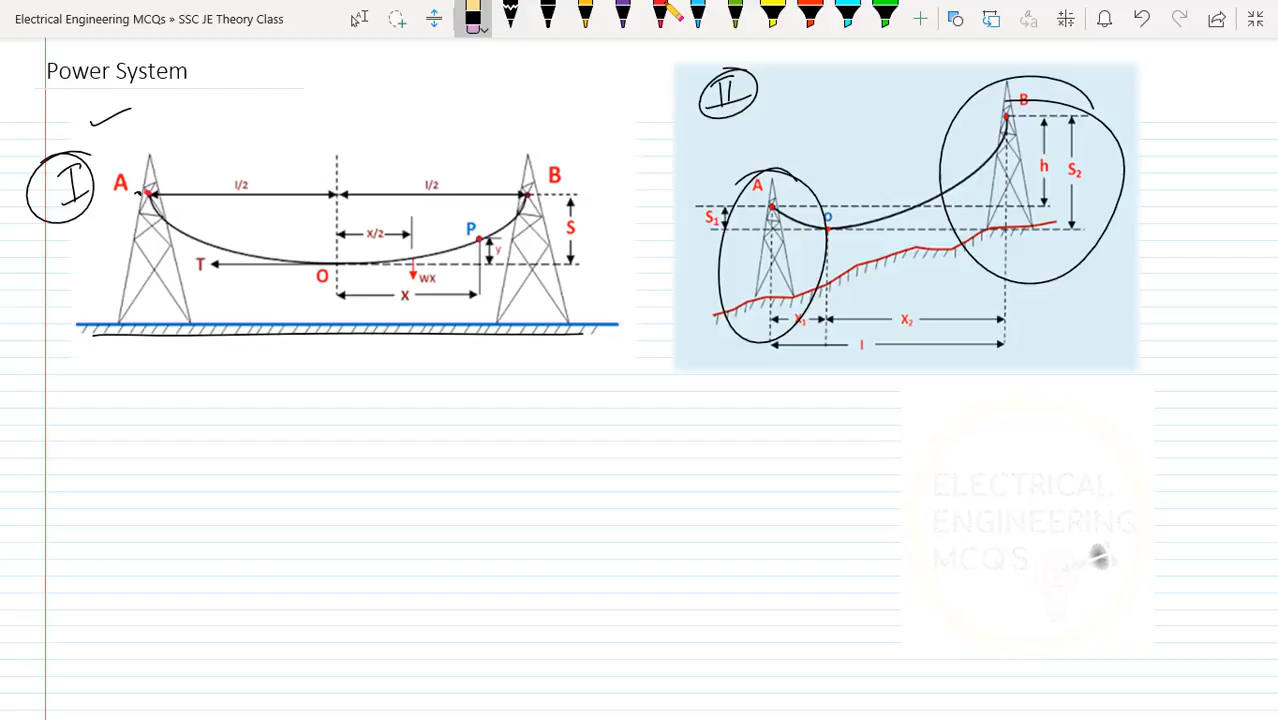 Electrical Engineering MCQs » SSC JE Theory Class
Power System
I
A
l/2
l/2
B
S
P
y
x/2
T
O
wx
X
II
B
A
h
S₂
S₁
O
X₁
X₂
l
ELECTRICAL
ENGINEERING
MCQS